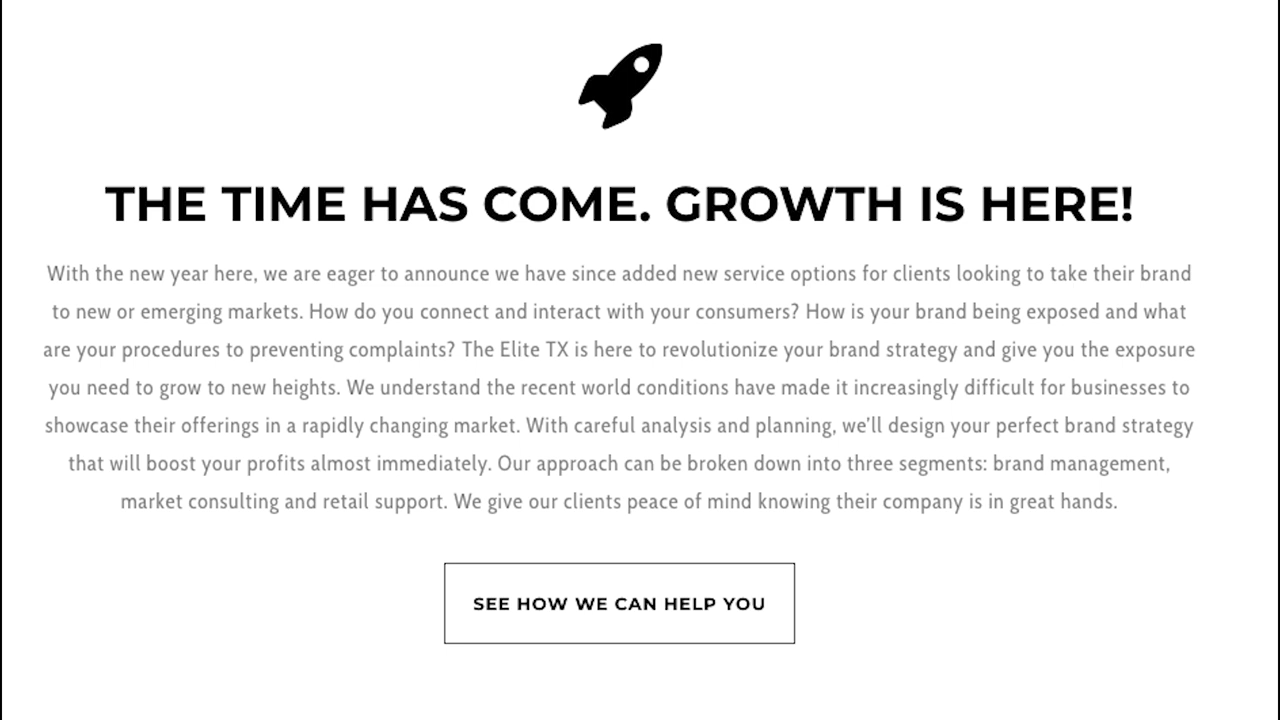 THE TIME HAS COME. GROWTH IS HERE!
With the new year here, we are eager to announce we have since added new service options for clients looking to take their brand
to new or emerging markets. How do you connect and interact with your consumers? How is your brand being exposed and what
are your procedures to preventing complaints? The Elite TX is here to revolutionize your brand strategy and give you the exposure
you need to grow to new heights. We understand the recent world conditions have made it increasingly difficult for businesses to
showcase their offerings in a rapidly changing market. With careful analysis and planning, we'll design your perfect brand strategy
that will boost your profits almost immediately. Our approach can be broken down into three segments: brand management,
market consulting and retail support. We give our clients peace of mind knowing their company is in great hands.
SEE HOW WE CAN HELP YOU